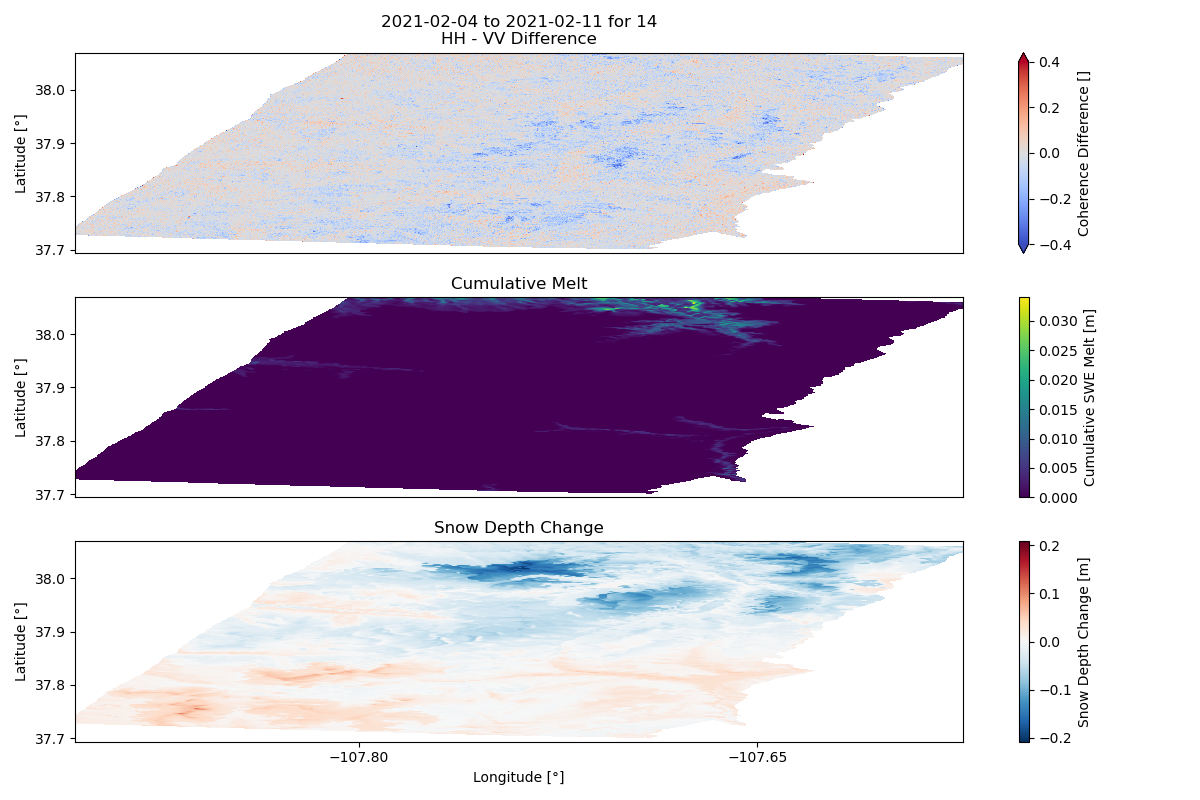 2021-02-04 to 2021-02-11 for 14
HH - VV Difference
38.0
37.9
37.8
37.7
Latitude [°]
0.4
0.2
0.0
−0.2
−0.4
Coherence Difference []
Cumulative Melt
38.0
37.9
37.8
37.7
Latitude [°]
0.030
0.025
0.020
0.015
0.010
0.005
0.000
Cumulative SWE Melt [m]
Snow Depth Change
38.0
37.9
37.8
37.7
Latitude [°]
0.2
0.1
0.0
−0.1
−0.2
Snow Depth Change [m]
−107.80
−107.65
Longitude [°]